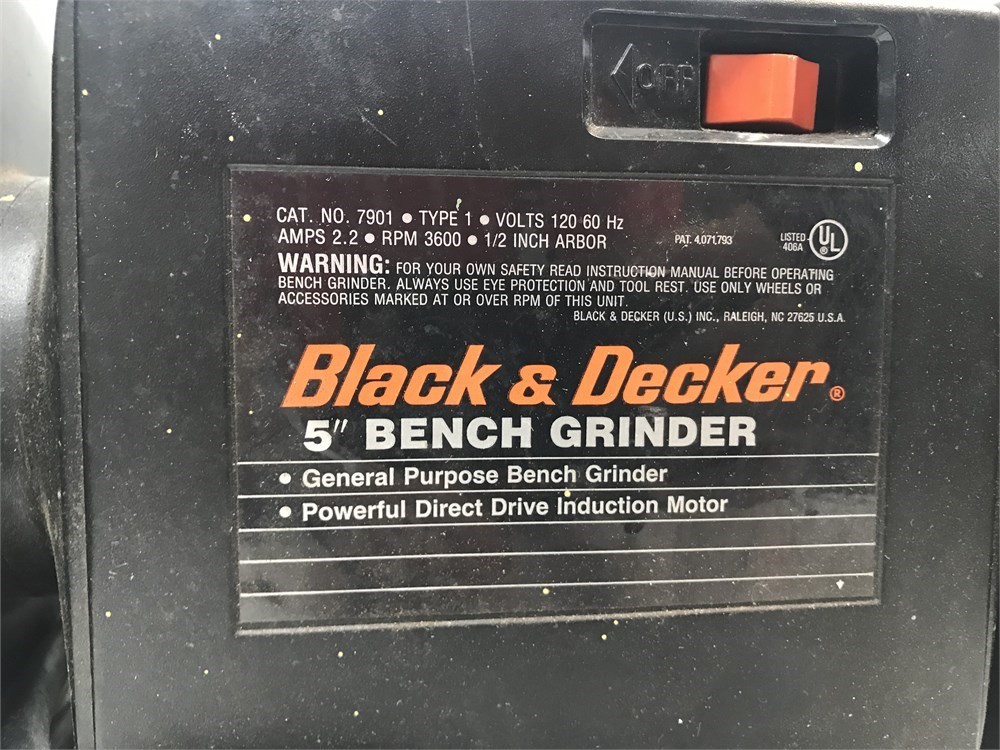 OFF
CAT. NO. 7901 • TYPE 1 • VOLTS 120 60 Hz
AMPS 2.2 • RPM 3600 • 1/2 INCH ARBOR
PAT. 4,071,793
LISTED
406A
UL
®
WARNING: FOR YOUR OWN SAFETY READ INSTRUCTION MANUAL BEFORE OPERATING
BENCH GRINDER. ALWAYS USE EYE PROTECTION AND TOOL REST. USE ONLY WHEELS OR
ACCESSORIES MARKED AT OR OVER RPM OF THIS UNIT.
BLACK & DECKER (U.S.) INC., RALEIGH, NC 27625 U.S.A.
Black & Decker®
5" BENCH GRINDER
• General Purpose Bench Grinder
• Powerful Direct Drive Induction Motor